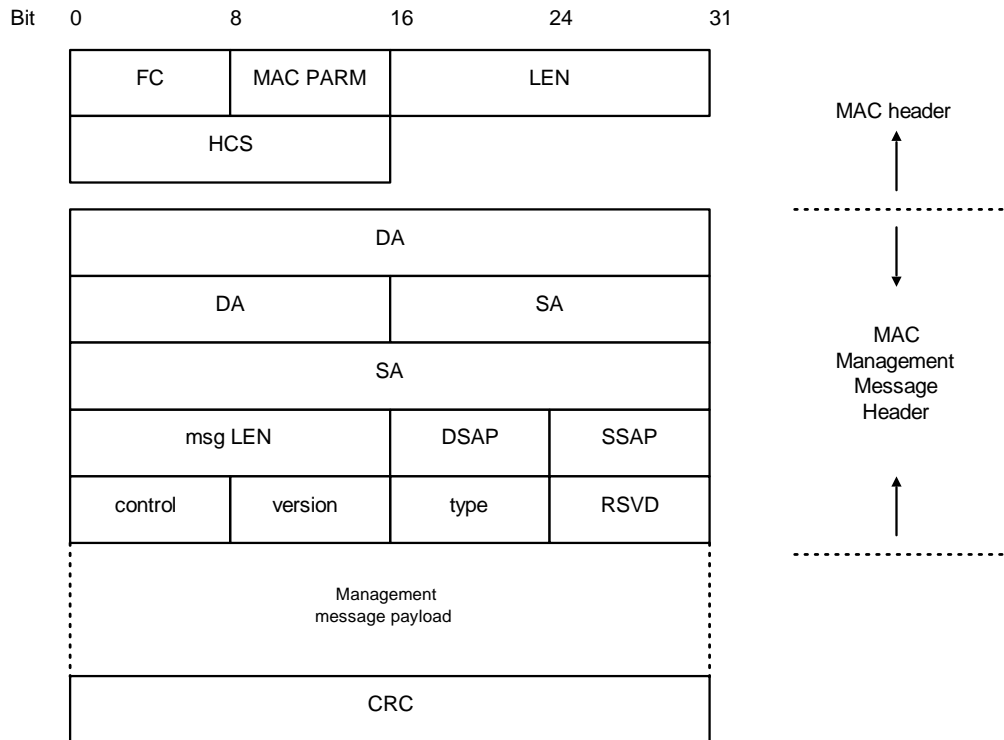 Bit 0 8 16 24 31
FC MAC PARM LEN
HCS
MAC header
DA
DA SA
SA
MAC
Management
Message
Header
msg LEN DSAP SSAP
control version type RSVD
Management
message payload
CRC